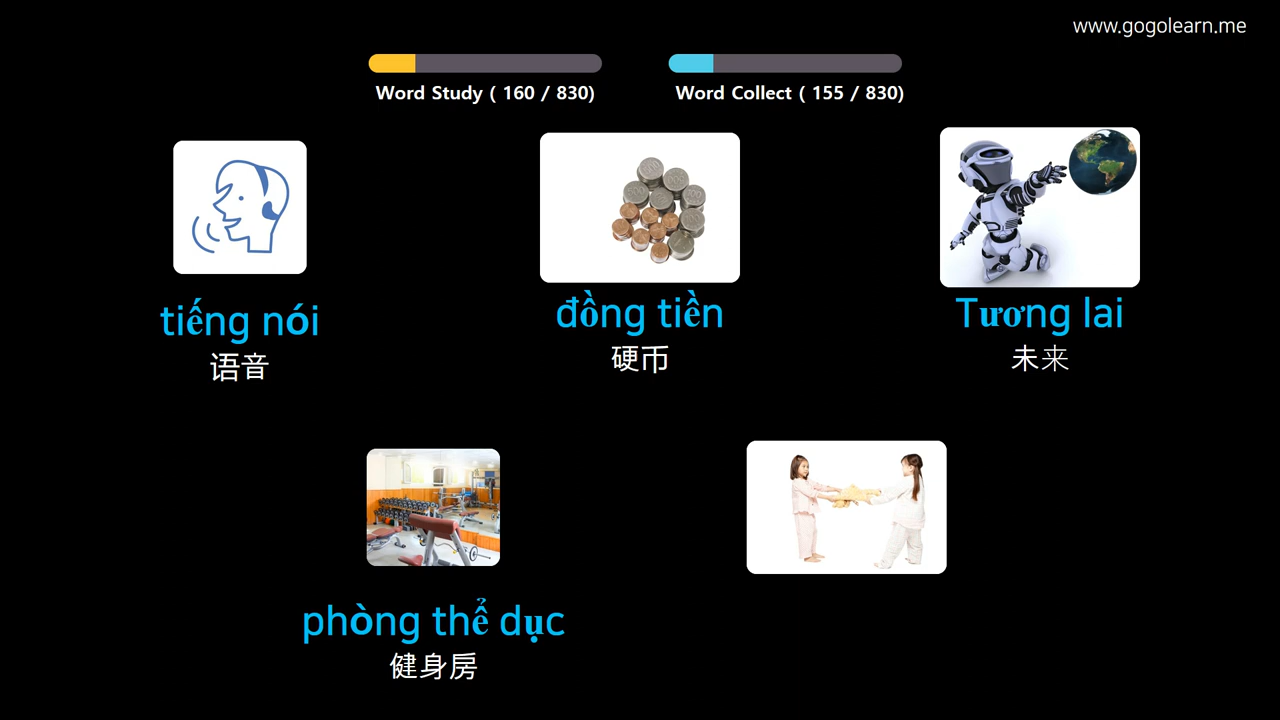 www.gogolearn.me
Word Study ( 160 / 830)
Word Collect ( 155 / 830)
tiếng nói
语音
đồng tiền
硬币
Tương lai
未来
phòng thể dục
健身房